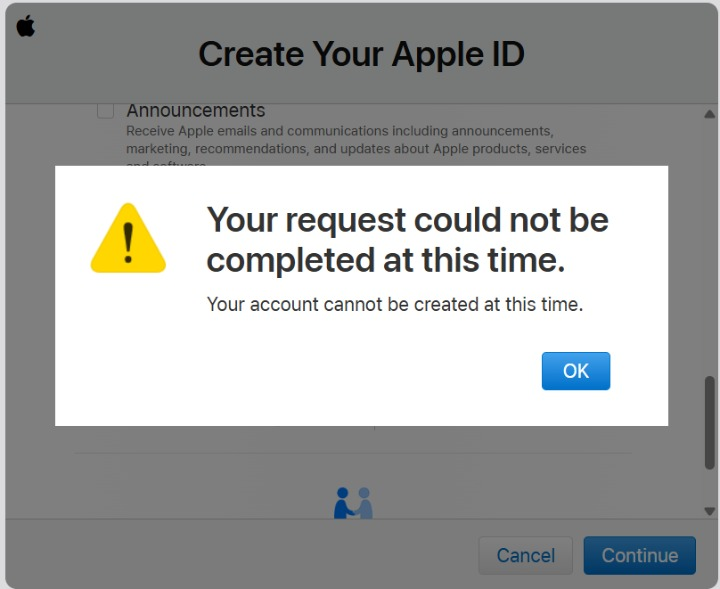 Create Your Apple ID
Announcements
Receive Apple emails and communications including announcements,
marketing, recommendations, and updates about Apple products, services
and software.
Your request could not be
completed at this time.
Your account cannot be created at this time.
OK
Cancel
Continue